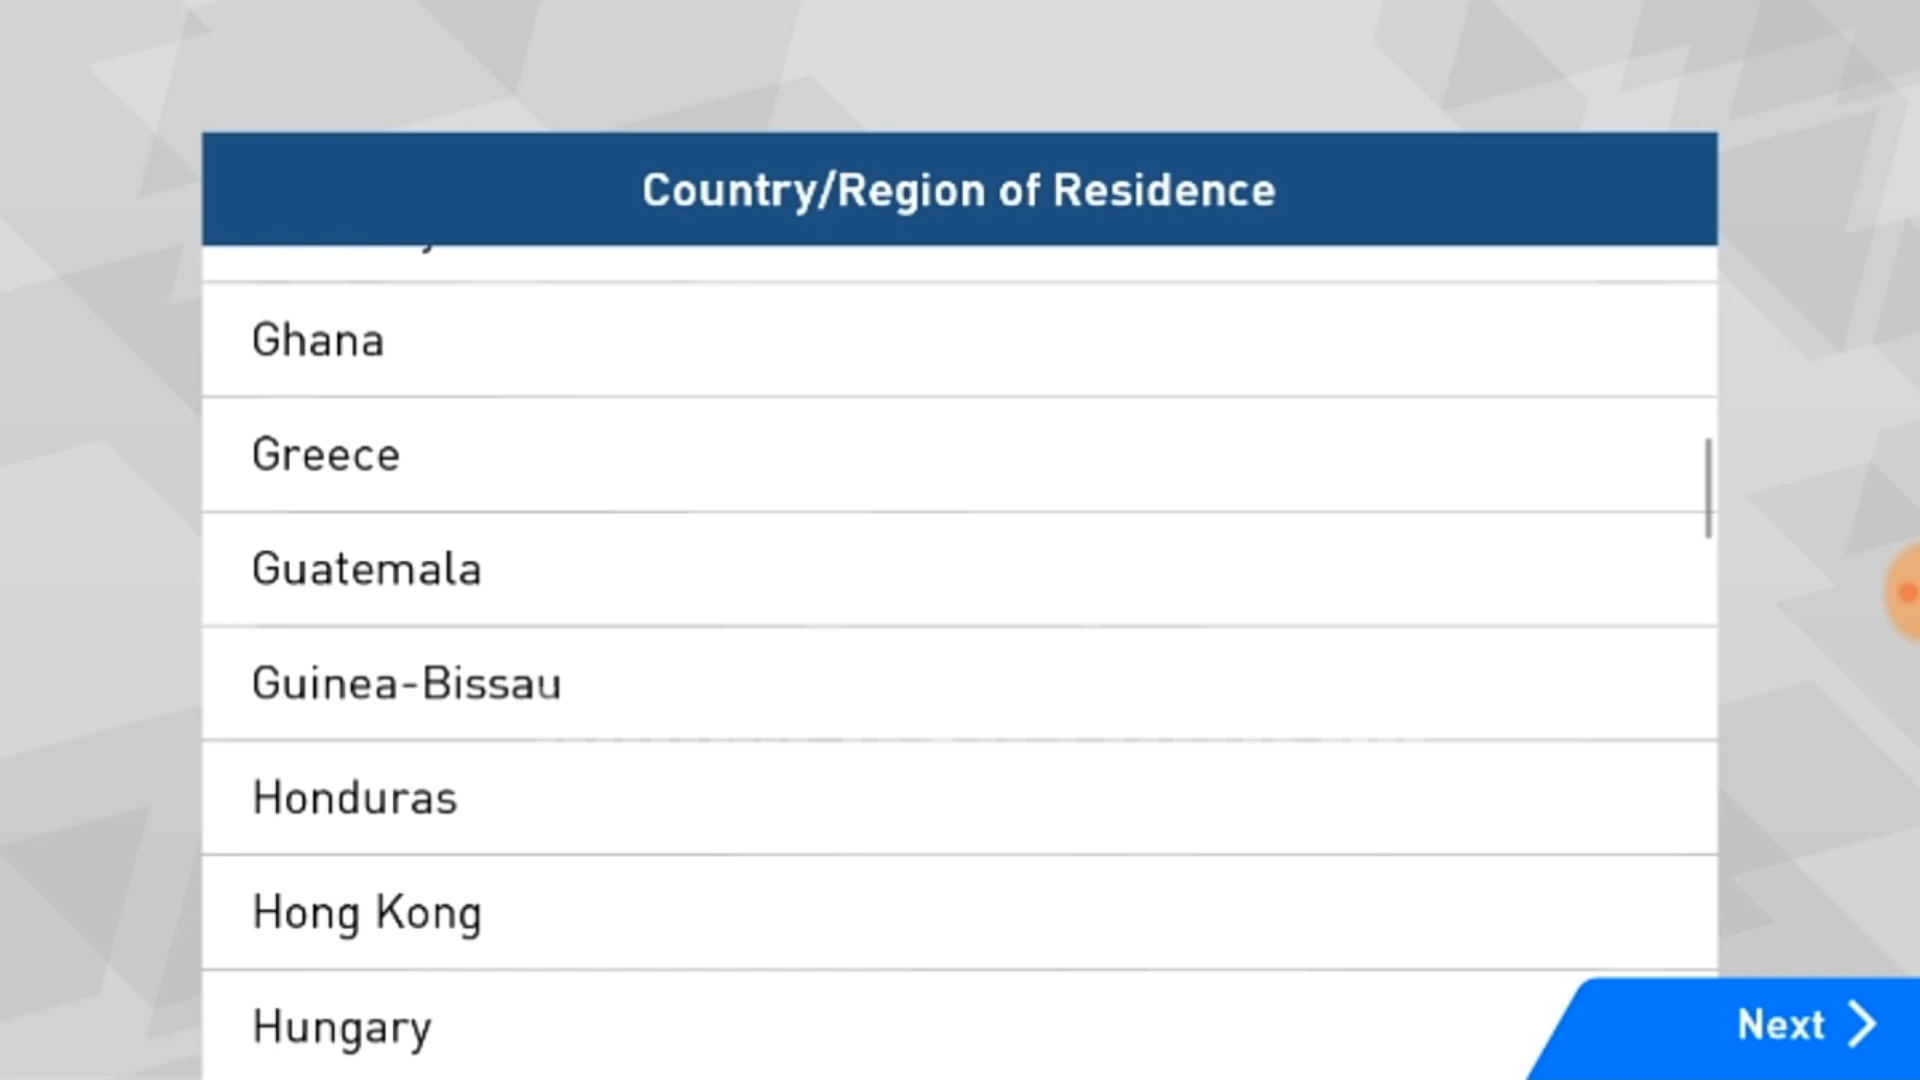 Country/Region of Residence
Ghana
Greece
Guatemala
Guinea-Bissau
Honduras
Hong Kong
Hungary
Next